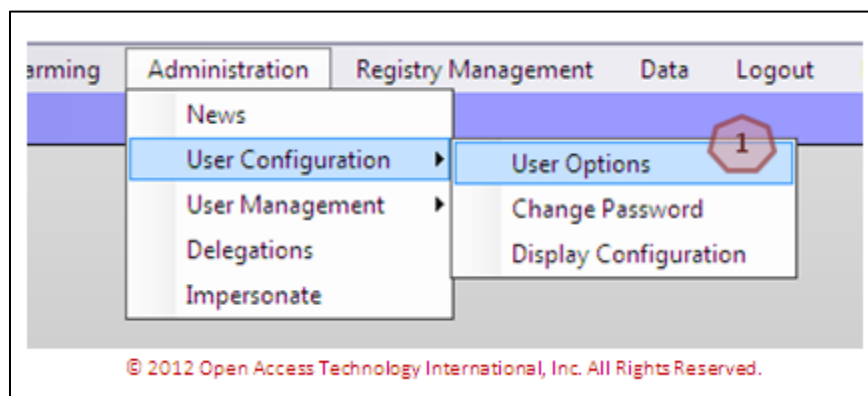 arming Administration Registry Management Data Logout
News
User Configuration User Options 1
User Management Change Password
Delegations Display Configuration
Impersonate
© 2012 Open Access Technology International, Inc. All Rights Reserved.